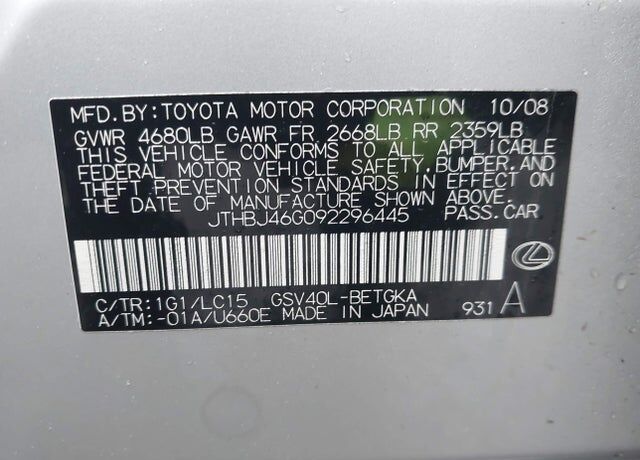 MFD.BY:TOYOTA MOTOR CORPORATION 10/08
GVWR 4680LB GAWR FR 2668LB RR 2359LB
THIS VEHICLE CONFORMS TO ALL APPLICABLE
FEDERAL MOTOR VEHICLE SAFETY,BUMPER,AND
THEFT PREVENTION STANDARDS IN EFFECT ON
THE DATE OF MANUFACTURE SHOWN ABOVE.
JTHBJ46G092296445 PASS.CAR
C/TR:1G1/LC15 GSV40L-BETGKA
A/TM:-01A/U660E MADE IN JAPAN 931 A